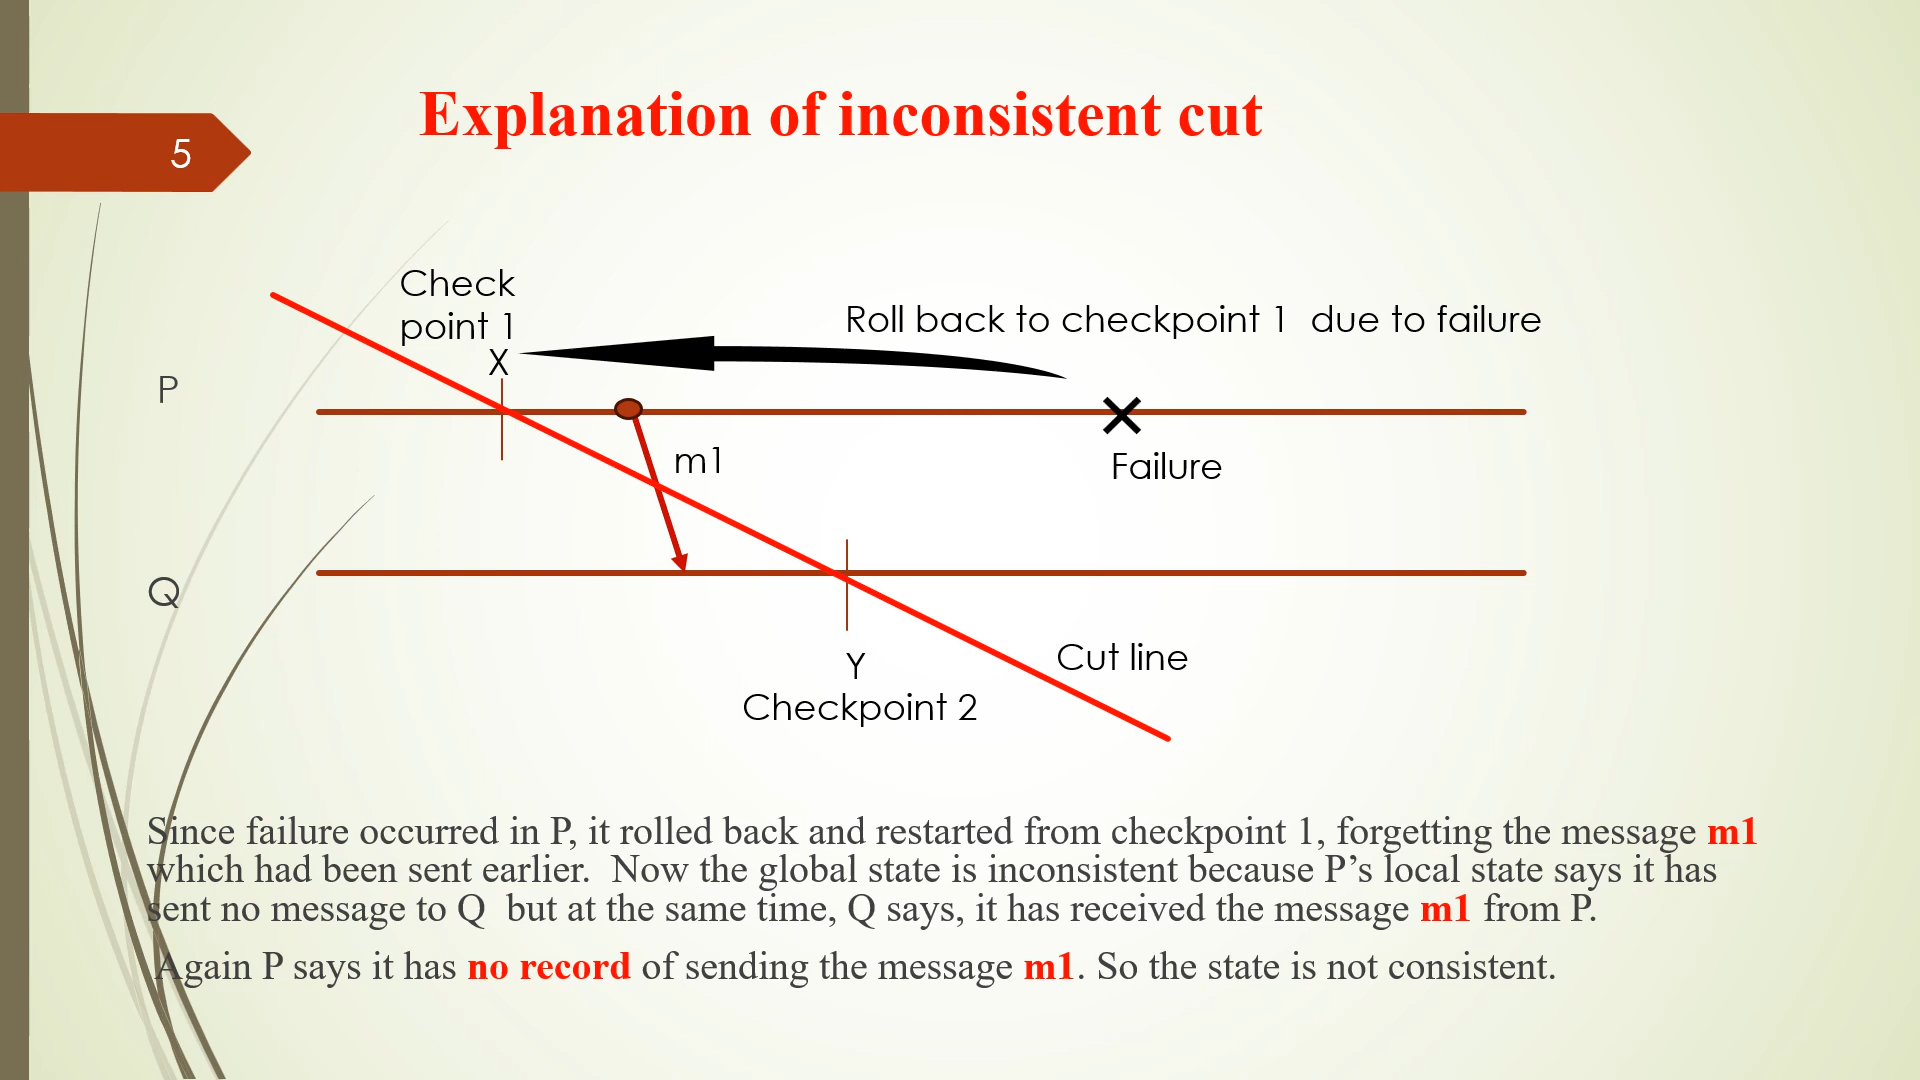 Explanation of inconsistent cut
5
Check
point 1
X
Roll back to checkpoint 1  due to failure
P
m1
Failure
Q
Y
Cut line
Checkpoint 2
Since failure occurred in P, it rolled back and restarted from checkpoint 1, forgetting the message m1
which had been sent earlier.  Now the global state is inconsistent because P’s local state says it has
sent no message to Q  but at the same time, Q says, it has received the message m1 from P.
Again P says it has no record of sending the message m1. So the state is not consistent.